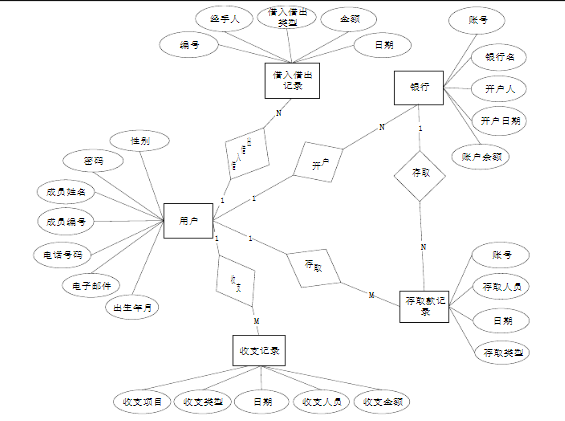 经手人
借入借出
类型
金额
账号
编号
日期
银行名
借入借出
记录
银行
开户人
开户日期
账户余额
性别
密码
成员姓名
成员编号
电话号码
电子邮件
出生年月
用户
借入借出
开户
存取
存取
收支
N
N
1
1
1
1
1
N
M
M
存取款记
录
账号
存取人员
日期
存取类型
收支记录
收支项目
收支类型
日期
收支人员
收支金额